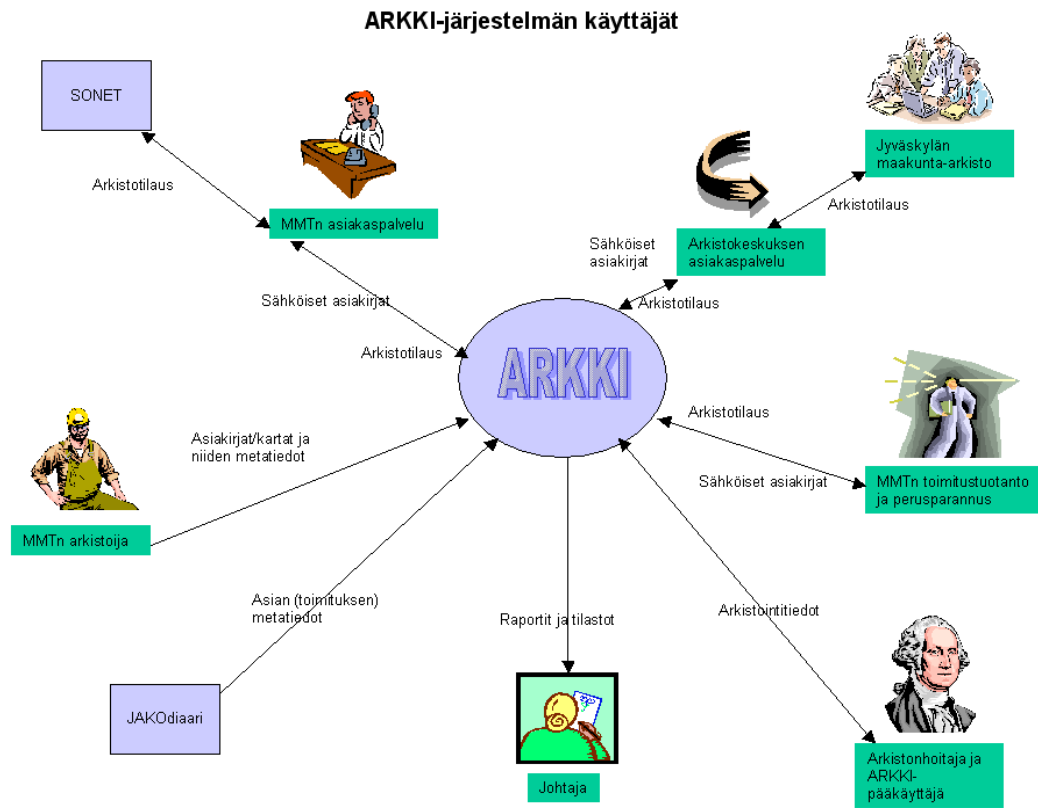 ARKKI-järjestelmän käyttäjät
SONET
Arkistotilaus
MMTn asiakaspalvelu
Sähköiset asiakirjat
Arkistotilaus
Jyväskylän
maakunta-arkisto
Arkistotilaus
Arkistokeskuksen
asiakaspalvelu
Sähköiset
asiakirjat
Arkistotilaus
ARKKI
Asiakirjat/kartat ja
niiden metatiedot
MMTn arkistoija
Arkistotilaus
Sähköiset asiakirjat
MMTn toimitustuotanto
ja perusparannus
Asian (toimituksen)
metatiedot
JAKOdiaari
Raportit ja tilastot
Johtaja
Arkistointitiedot
Arkistonhoitaja ja
ARKKI-
pääkäyttäjä